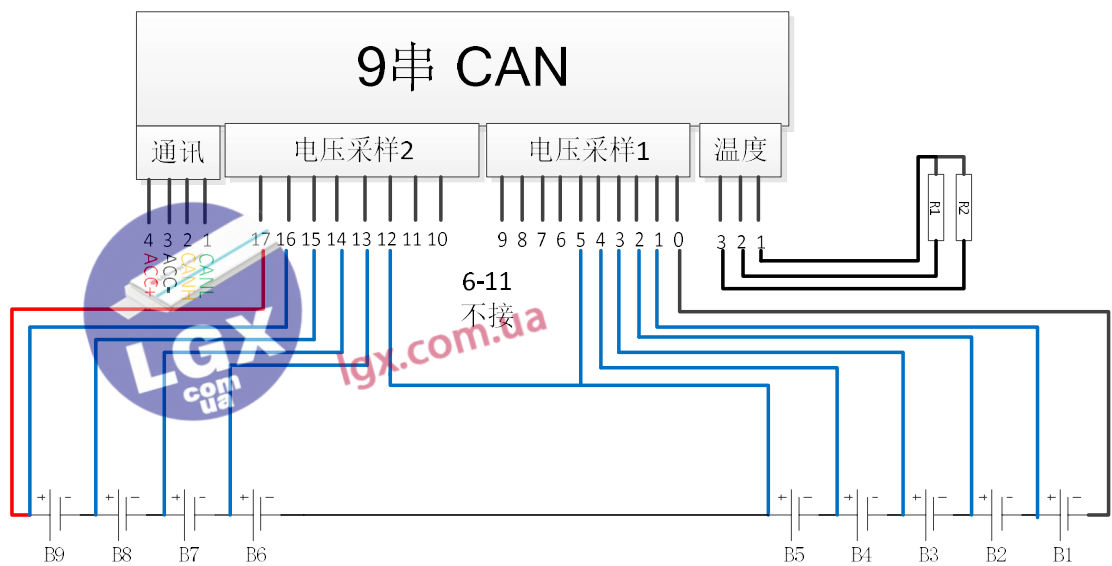 9串 CAN
通讯 电压采样2 电压采样1 温度
4 3 2 1 17 16 15 14 13 12 11 10 9 8 7 6 5 4 3 2 1 0 3 2 1
ACC+
ACC-
CANH
CANL
6-11
不接
R1 R2
LGX
com
ua
lgx.com.ua
+ - + - + - + - + - + - + - + - + -
B9 B8 B7 B6 B5 B4 B3 B2 B1